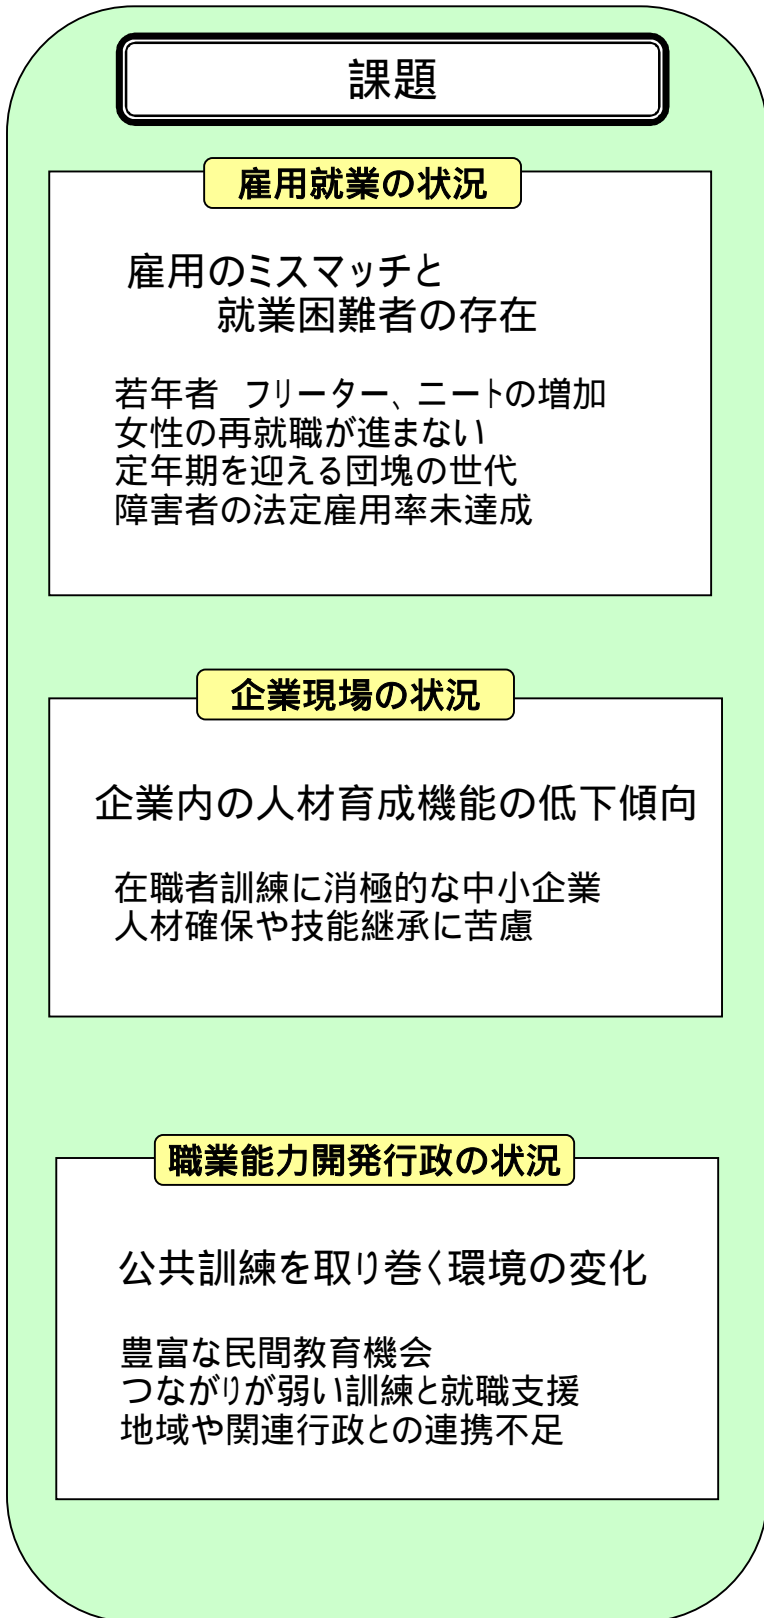 課題
雇用就業の状況
雇用のミスマッチと
就業困難者の存在
若年者　フリーター、ニートの増加
女性の再就職が進まない
定年期を迎える団塊の世代
障害者の法定雇用率未達成
企業現場の状況
企業内の人材育成機能の低下傾向
在職者訓練に消極的な中小企業
人材確保や技能継承に苦慮
職業能力開発行政の状況
公共訓練を取り巻く環境の変化
豊富な民間教育機会
つながりが弱い訓練と就職支援
地域や関連行政との連携不足